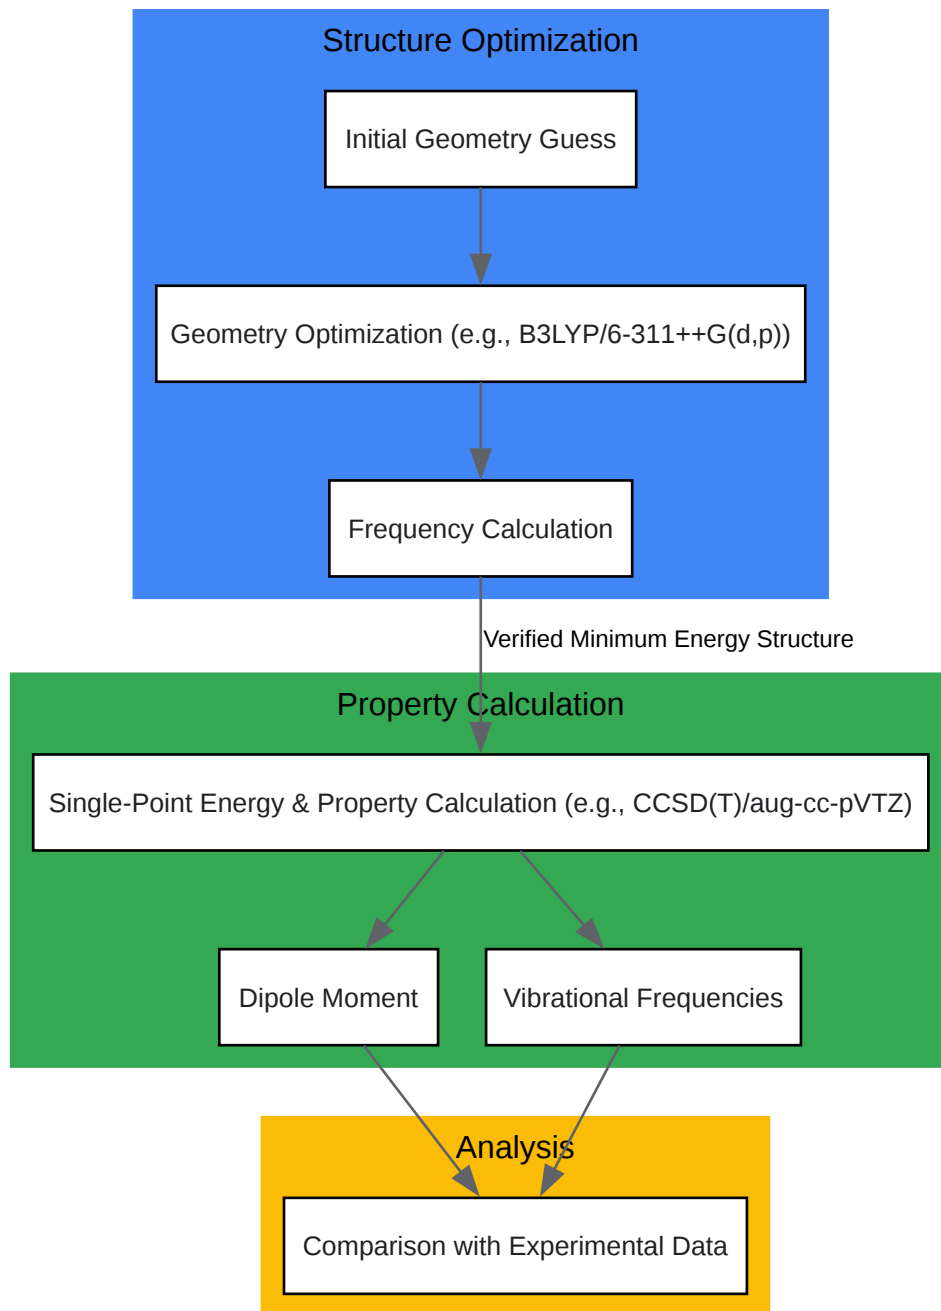 Structure Optimization
Initial Geometry Guess
Geometry Optimization (e.g., B3LYP/6-311++G(d,p))
Frequency Calculation
Verified Minimum Energy Structure
Property Calculation
Single-Point Energy & Property Calculation (e.g., CCSD(T)/aug-cc-pVTZ)
Dipole Moment
Vibrational Frequencies
Analysis
Comparison with Experimental Data